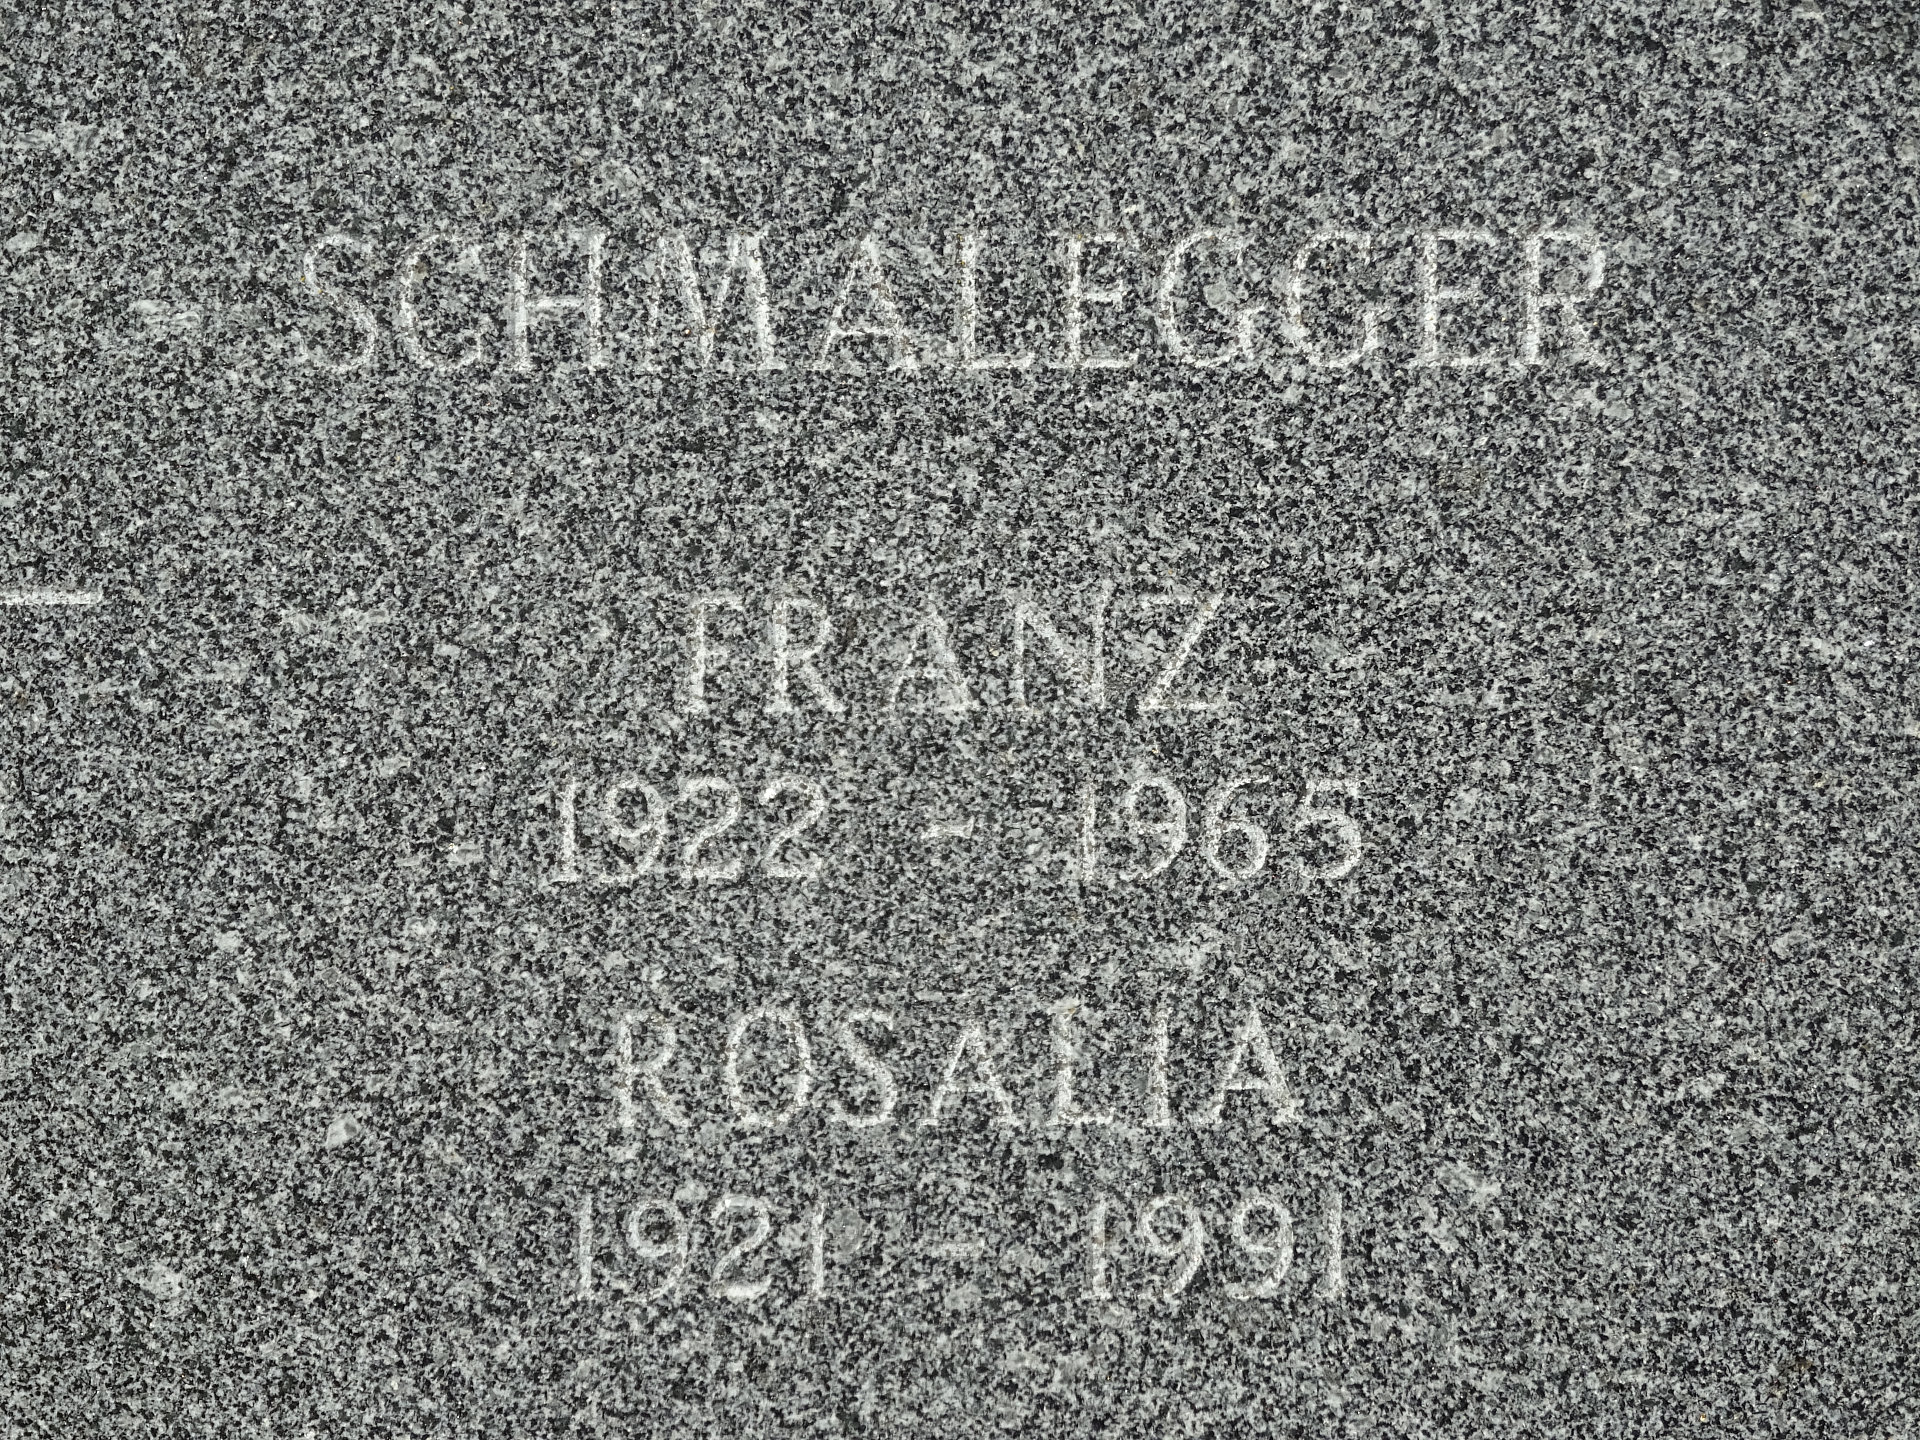 SCHMALEGGER
FRANZ
1922 - 1965
ROSALIA
1921 - 1991